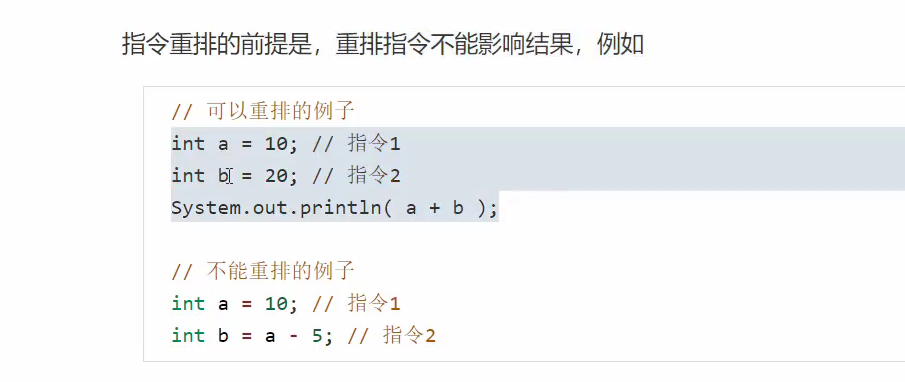 指令重排的前提是，重排指令不能影响结果，例如
// 可以重排的例子
int a = 10; // 指令1
int b = 20; // 指令2
System.out.println( a + b );
// 不能重排的例子
int a = 10; // 指令1
int b = a - 5; // 指令2